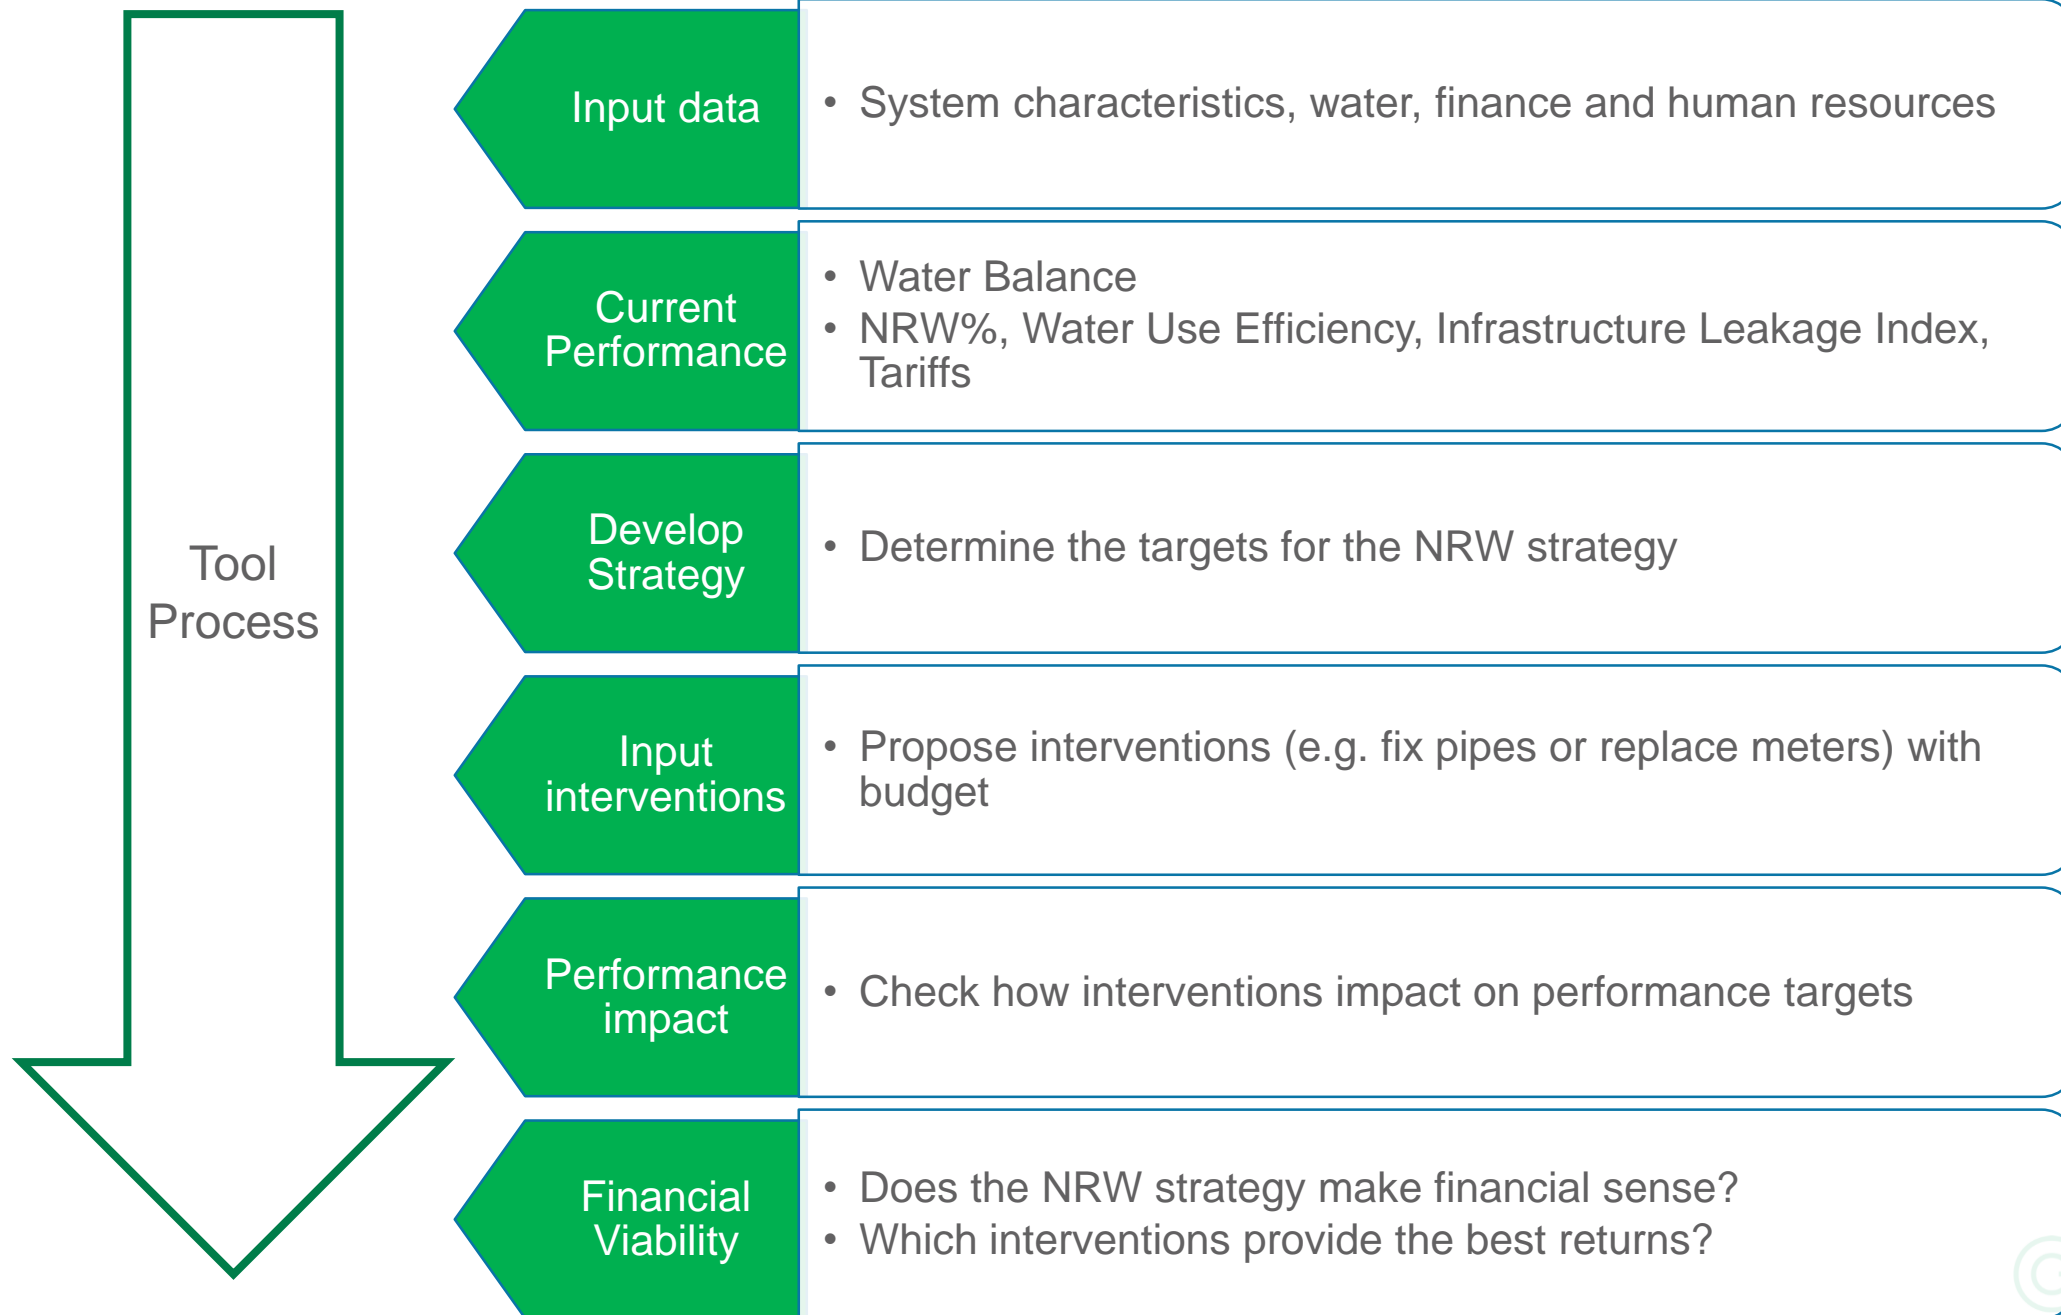 Tool
Process
Input data
• System characteristics, water, finance and human resources
Current
Performance
• Water Balance
• NRW%, Water Use Efficiency, Infrastructure Leakage Index,
Tariffs
Develop
Strategy
• Determine the targets for the NRW strategy
Input
interventions
• Propose interventions (e.g. fix pipes or replace meters) with
budget
Performance
impact
• Check how interventions impact on performance targets
Financial
Viability
• Does the NRW strategy make financial sense?
• Which interventions provide the best returns?